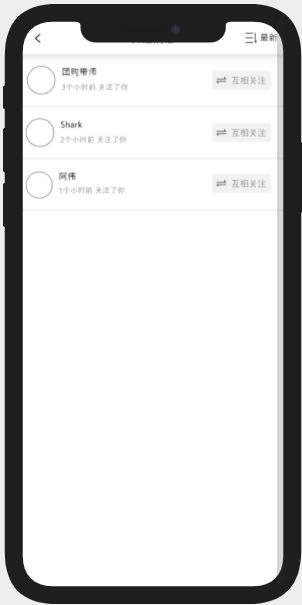 最新
团购带师
3个小时前 关注了你
互相关注
Shark
2个小时前 关注了你
互相关注
阿伟
1个小时前 关注了你
互相关注